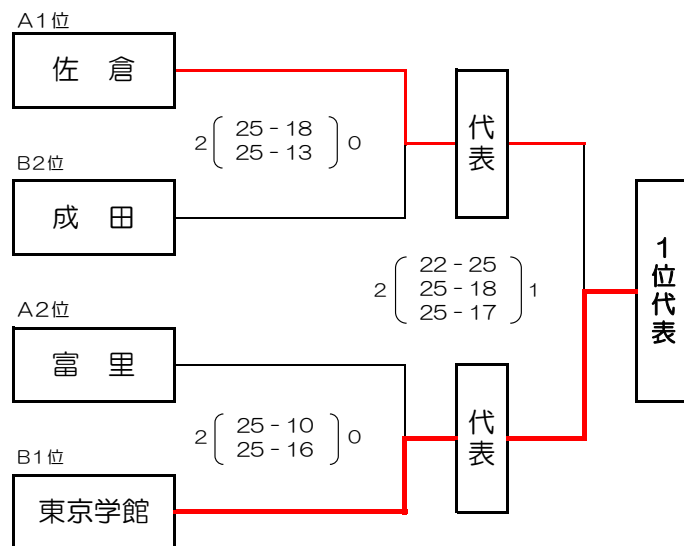 A1位
佐　倉
2 ( 25 - 18 ) 0
25 - 13
B2位
成　田
代表
2 ( 22 - 25 ) 1
25 - 18
25 - 17
1位代表
A2位
富　里
2 ( 25 - 10 ) 0
25 - 16
代表
B1位
東京学館